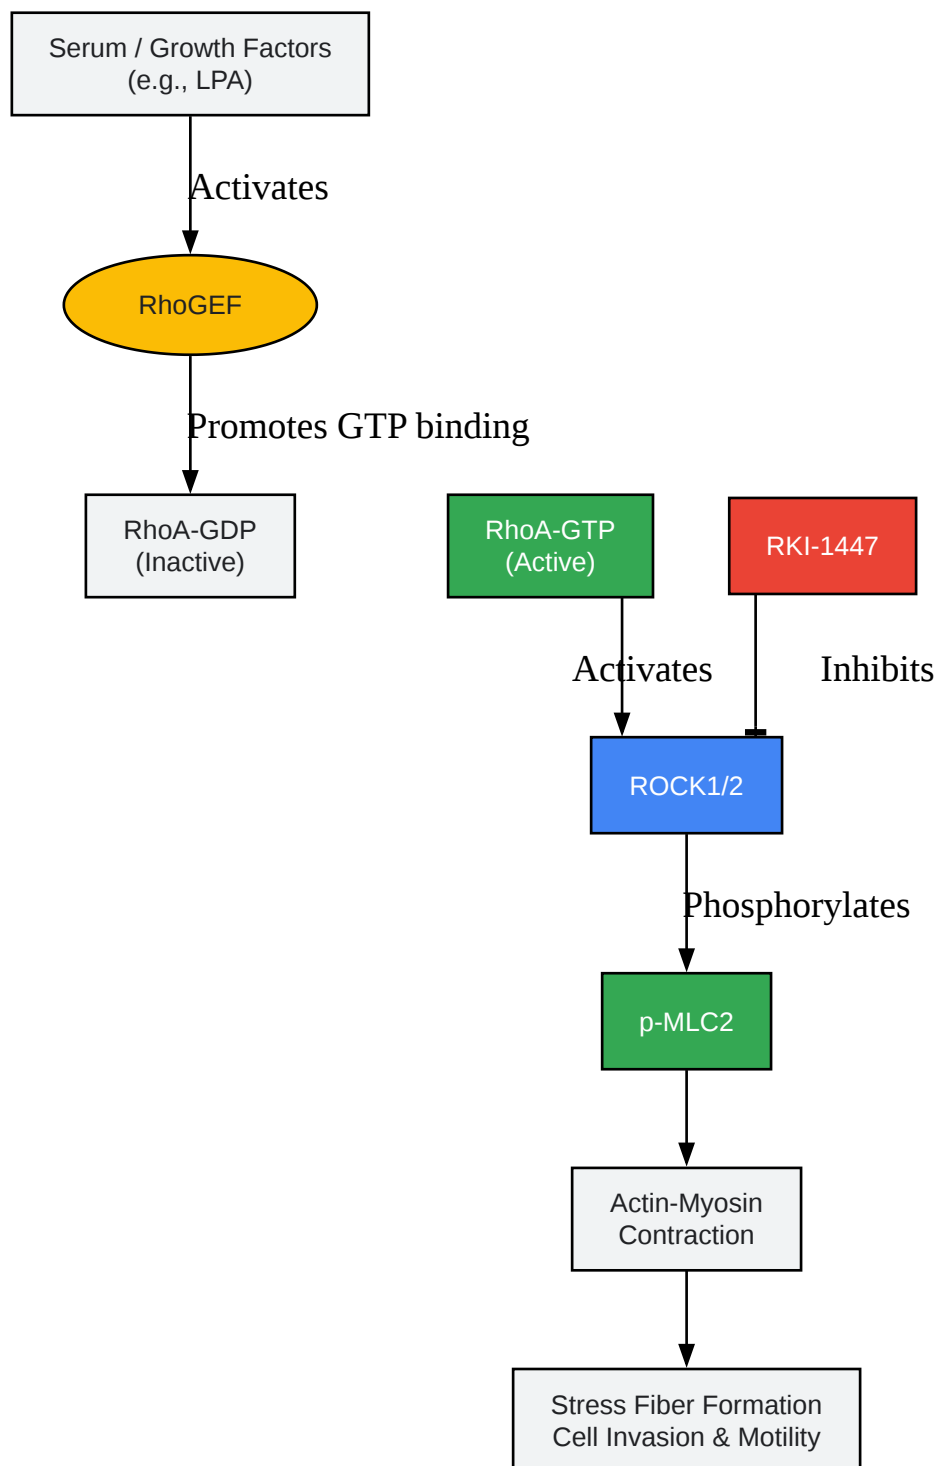 Serum / Growth Factors
(e.g., LPA)
Activates
RhoGEF
Promotes GTP binding
RhoA-GDP
(Inactive)
RhoA-GTP
(Active)
RKI-1447
Activates
Inhibits
ROCK1/2
Phosphorylates
p-MLC2
Actin-Myosin
Contraction
Stress Fiber Formation
Cell Invasion & Motility